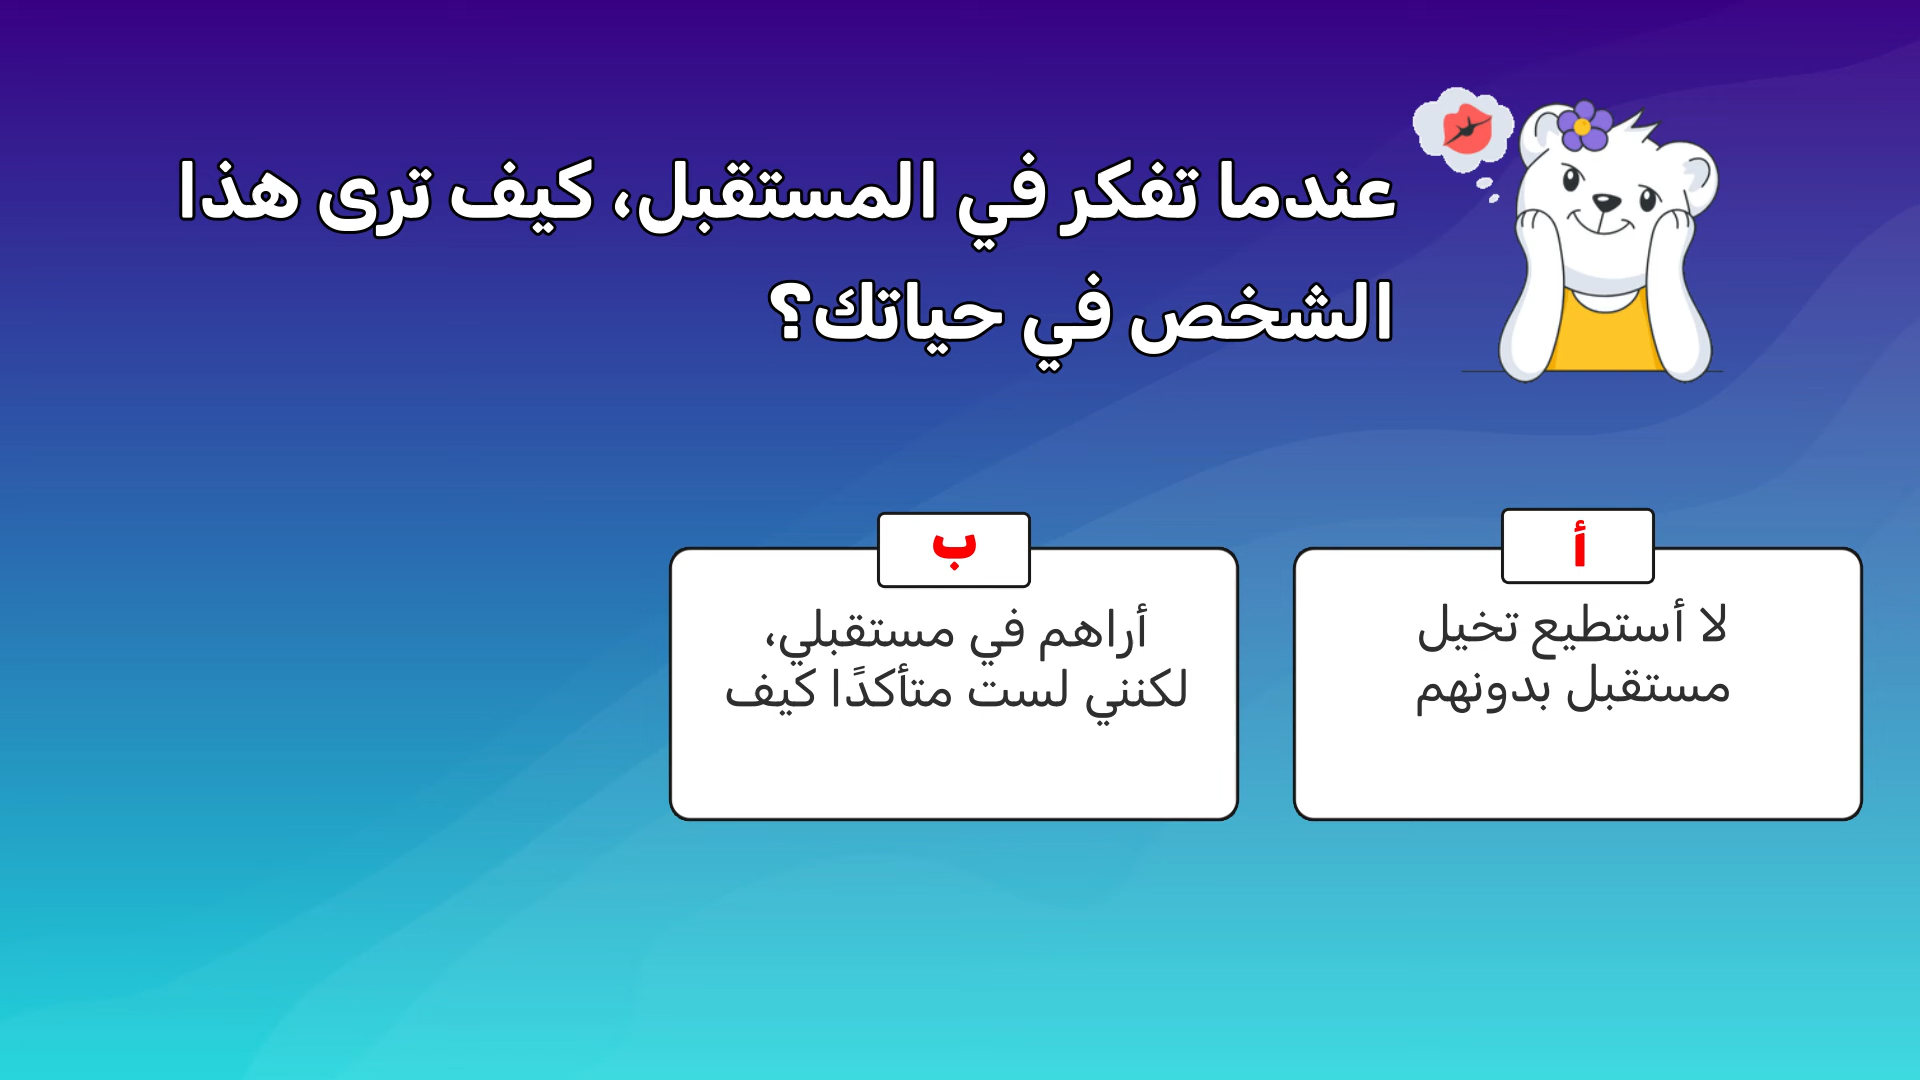 عندما تفكر في المستقبل، كيف ترى هذا
الشخص في حياتك؟
أ
لا أستطيع تخيل
مستقبل بدونهم
ب
أراهم في مستقبلي،
لكنني لست متأكدًا كيف